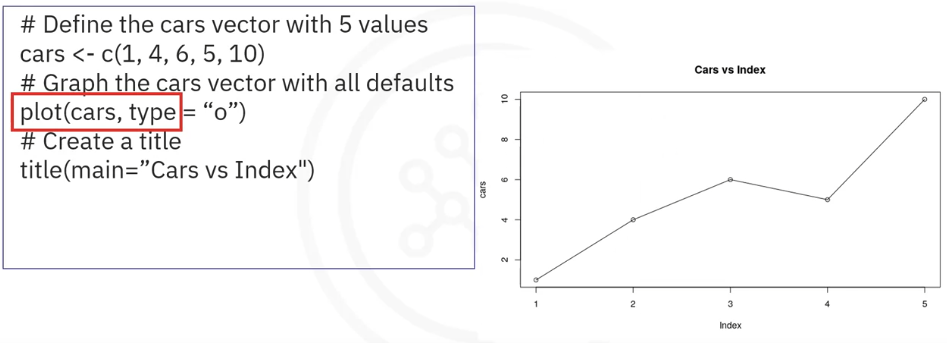 # Define the cars vector with 5 values
cars <- c(1, 4, 6, 5, 10)
# Graph the cars vector with all defaults
plot(cars, type = “o”)
# Create a title
title(main=”Cars vs Index")
Cars vs Index
10
8
6
4
2
cars
1 2 3 4 5
Index